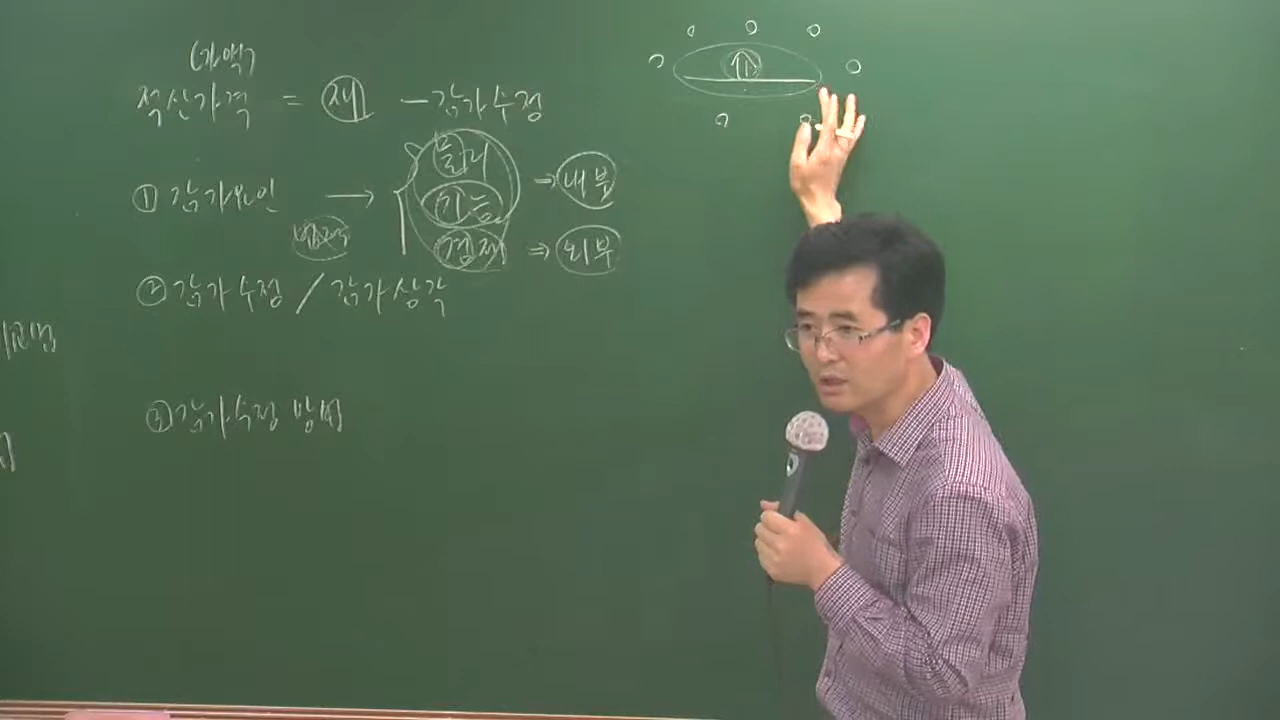 (가액)
적산가격 = 재 - 감가수정
① 감가요인 → 물리 ⇒ 내부
기능
법적
경제 ⇒ 외부
② 감가수정 / 감가상각
③ 감가수정 방법